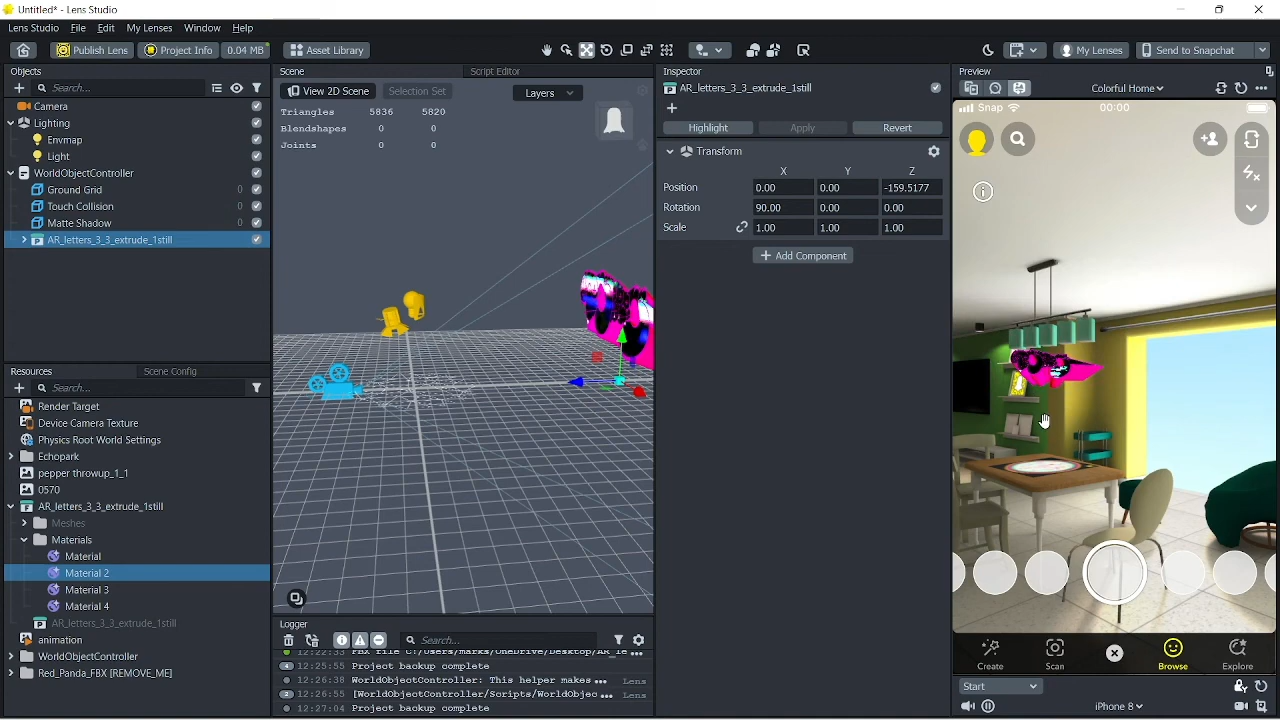 Untitled* - Lens Studio
Lens Studio File Edit My Lenses Window Help
Publish Lens Project Info 0.04 MB Asset Library My Lenses Send to Snapchat
Objects
Search...
Camera
Lighting
Envmap
Light
WorldObjectController
Ground Grid 0
Touch Collision 0
Matte Shadow 0
AR_letters_3_3_extrude_1still
Resources Scene Config
Search...
Render Target
Device Camera Texture
Physics Root World Settings
Echopark
pepper throwup_1_1
0570
AR_letters_3_3_extrude_1still
Meshes
Materials
Material
Material 2
Material 3
Material 4
AR_letters_3_3_extrude_1still
animation
WorldObjectController
Red_Panda_FBX [REMOVE_ME]
Scene Script Editor
View 2D Scene Selection Set Layers
Triangles 5836 5820
Blendshapes 0 0
Joints 0 0
Logger
Search...
12:22:33 FBX file C:/Users/marks/OneDrive/Desktop/AR_le
4 12:25:55 Project backup complete
12:26:38 WorldObjectController: This helper makes ... Lens
2 12:26:55 [WorldObjectController/Scripts/WorldObjec ... Lens
12:27:04 Project backup complete
Inspector
AR_letters_3_3_extrude_1still
Highlight Apply Revert
Transform
X Y Z
Position 0.00 0.00 -159.5177
Rotation 90.00 0.00 0.00
Scale 1.00 1.00 1.00
Add Component
Preview
Colorful Home
Snap 00:00
Create Scan Browse Explore
Start
iPhone 8